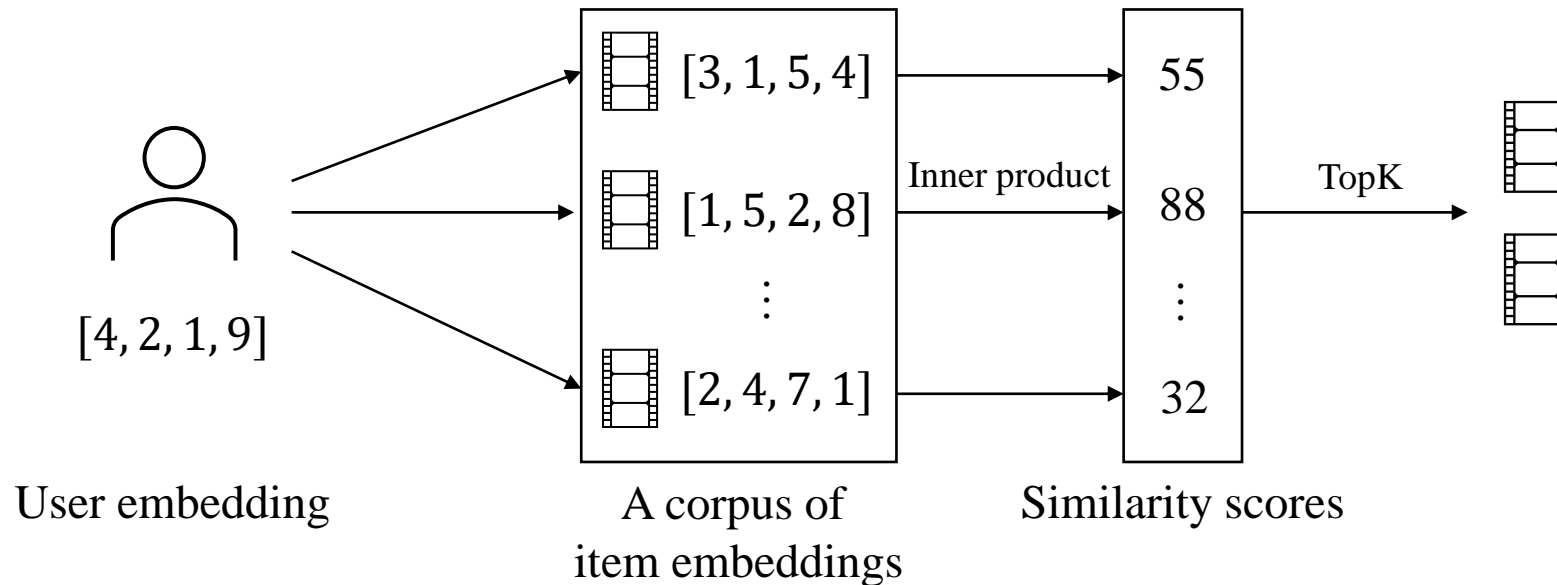 [3, 1, 5, 4]
55
Inner product
TopK
[1, 5, 2, 8]
88
⋮
⋮
[4, 2, 1, 9]
[2, 4, 7, 1]
32
User embedding
A corpus of
item embeddings
Similarity scores